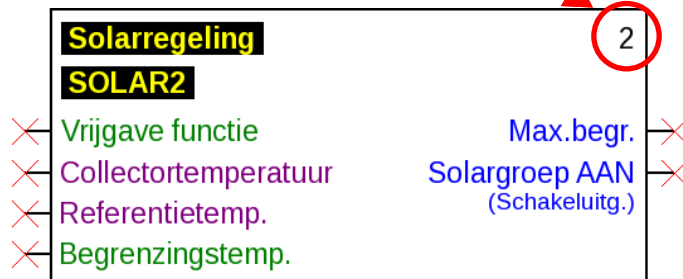 Solarregeling 2
SOLAR2
Vrijgave functie Max.begr.
Collectortemperatuur Solargroep AAN
(Schakeluitg.)
Referentietemp.
Begrenzingstemp.